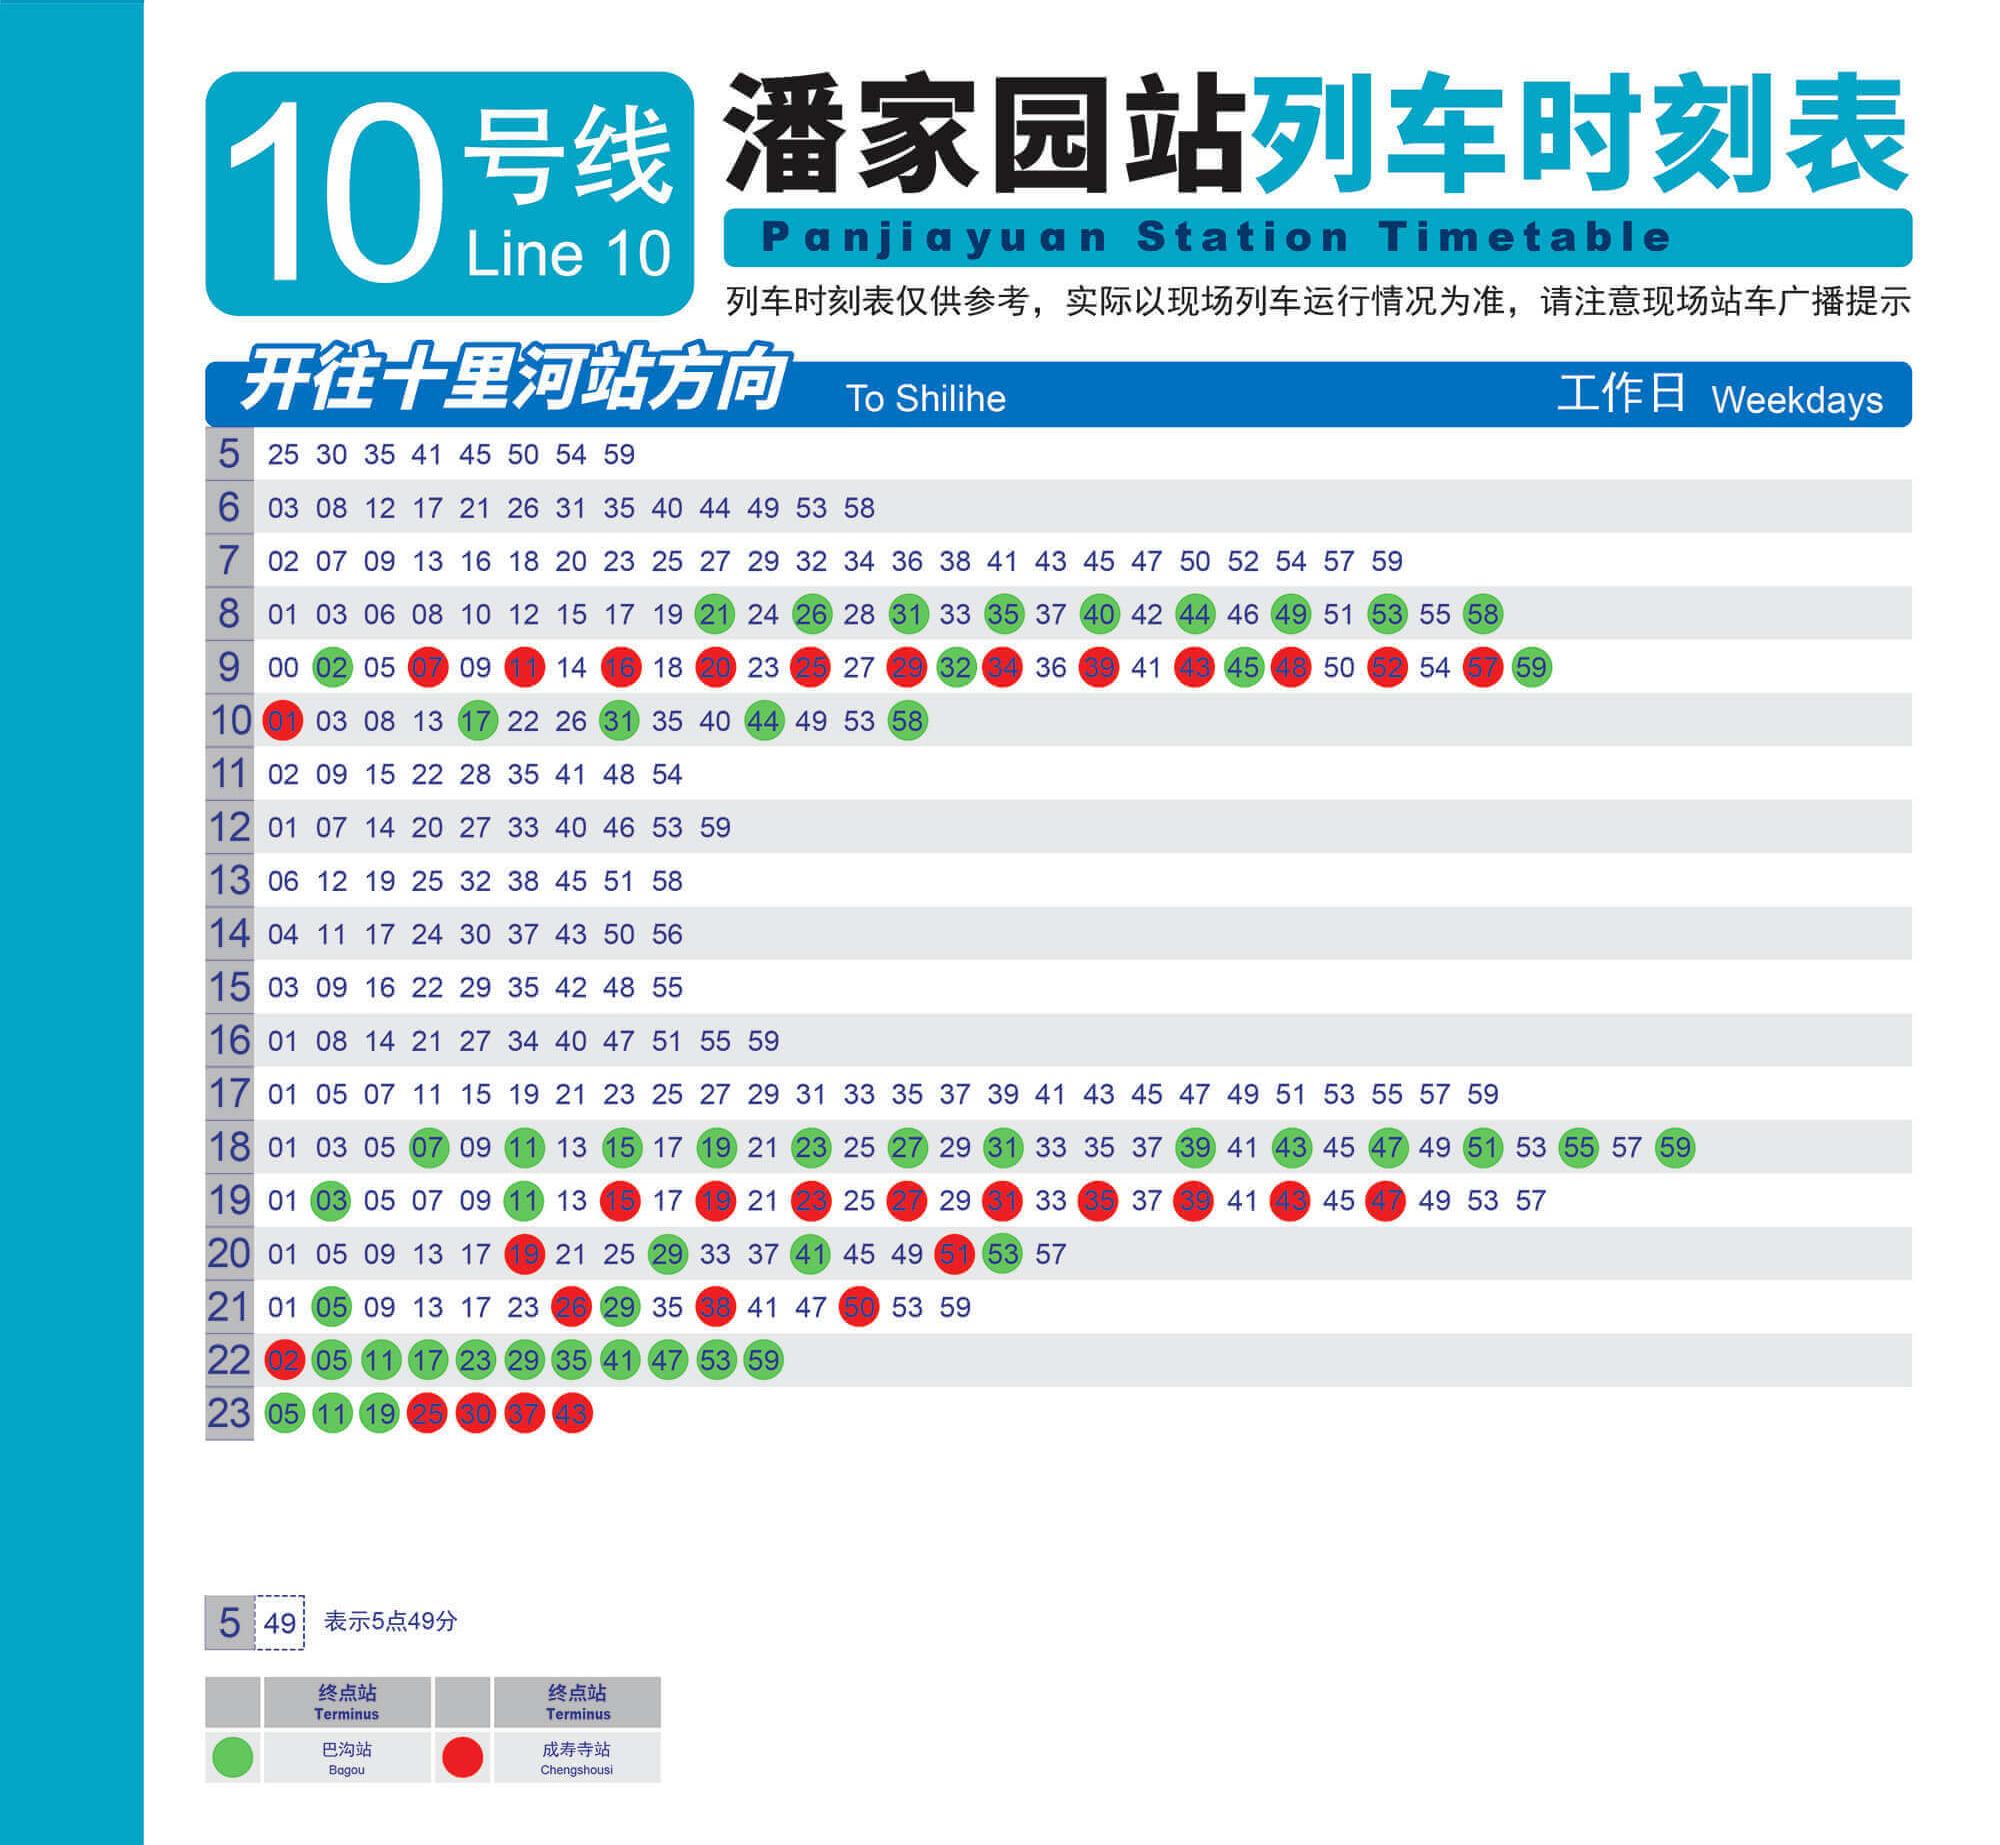 10号线
Line 10
潘家园站列车时刻表
Panjiayuan Station Timetable
列车时刻表仅供参考，实际以现场列车运行情况为准，请注意现场站车广播提示
开往十里河站方向 To Shilihe 工作日 Weekdays
5 25 30 35 41 45 50 54 59
6 03 08 12 17 21 26 31 35 40 44 49 53 58
7 02 07 09 13 16 18 20 23 25 27 29 32 34 36 38 41 43 45 47 50 52 54 57 59
8 01 03 06 08 10 12 15 17 19 21 24 26 28 31 33 35 37 40 42 44 46 49 51 53 55 58
9 00 02 05 07 09 11 14 16 18 20 23 25 27 29 32 34 36 39 41 43 45 48 50 52 54 57 59
10 01 03 08 13 17 22 26 31 35 40 44 49 53 58
11 02 09 15 22 28 35 41 48 54
12 01 07 14 20 27 33 40 46 53 59
13 06 12 19 25 32 38 45 51 58
14 04 11 17 24 30 37 43 50 56
15 03 09 16 22 29 35 42 48 55
16 01 08 14 21 27 34 40 47 51 55 59
17 01 05 07 11 15 19 21 23 25 27 29 31 33 35 37 39 41 43 45 47 49 51 53 55 57 59
18 01 03 05 07 09 11 13 15 17 19 21 23 25 27 29 31 33 35 37 39 41 43 45 47 49 51 53 55 57 59
19 01 03 05 07 09 11 13 15 17 19 21 23 25 27 29 31 33 35 37 39 41 43 45 47 49 53 57
20 01 05 09 13 17 19 21 25 29 33 37 41 45 49 51 53 57
21 01 05 09 13 17 23 26 29 35 38 41 47 50 53 59
22 02 05 11 17 23 29 35 41 47 53 59
23 05 11 19 25 30 37 43
5 49 表示5点49分
终点站 终点站
Terminus Terminus
巴沟站 成寿寺站
Bagou Chengshousi